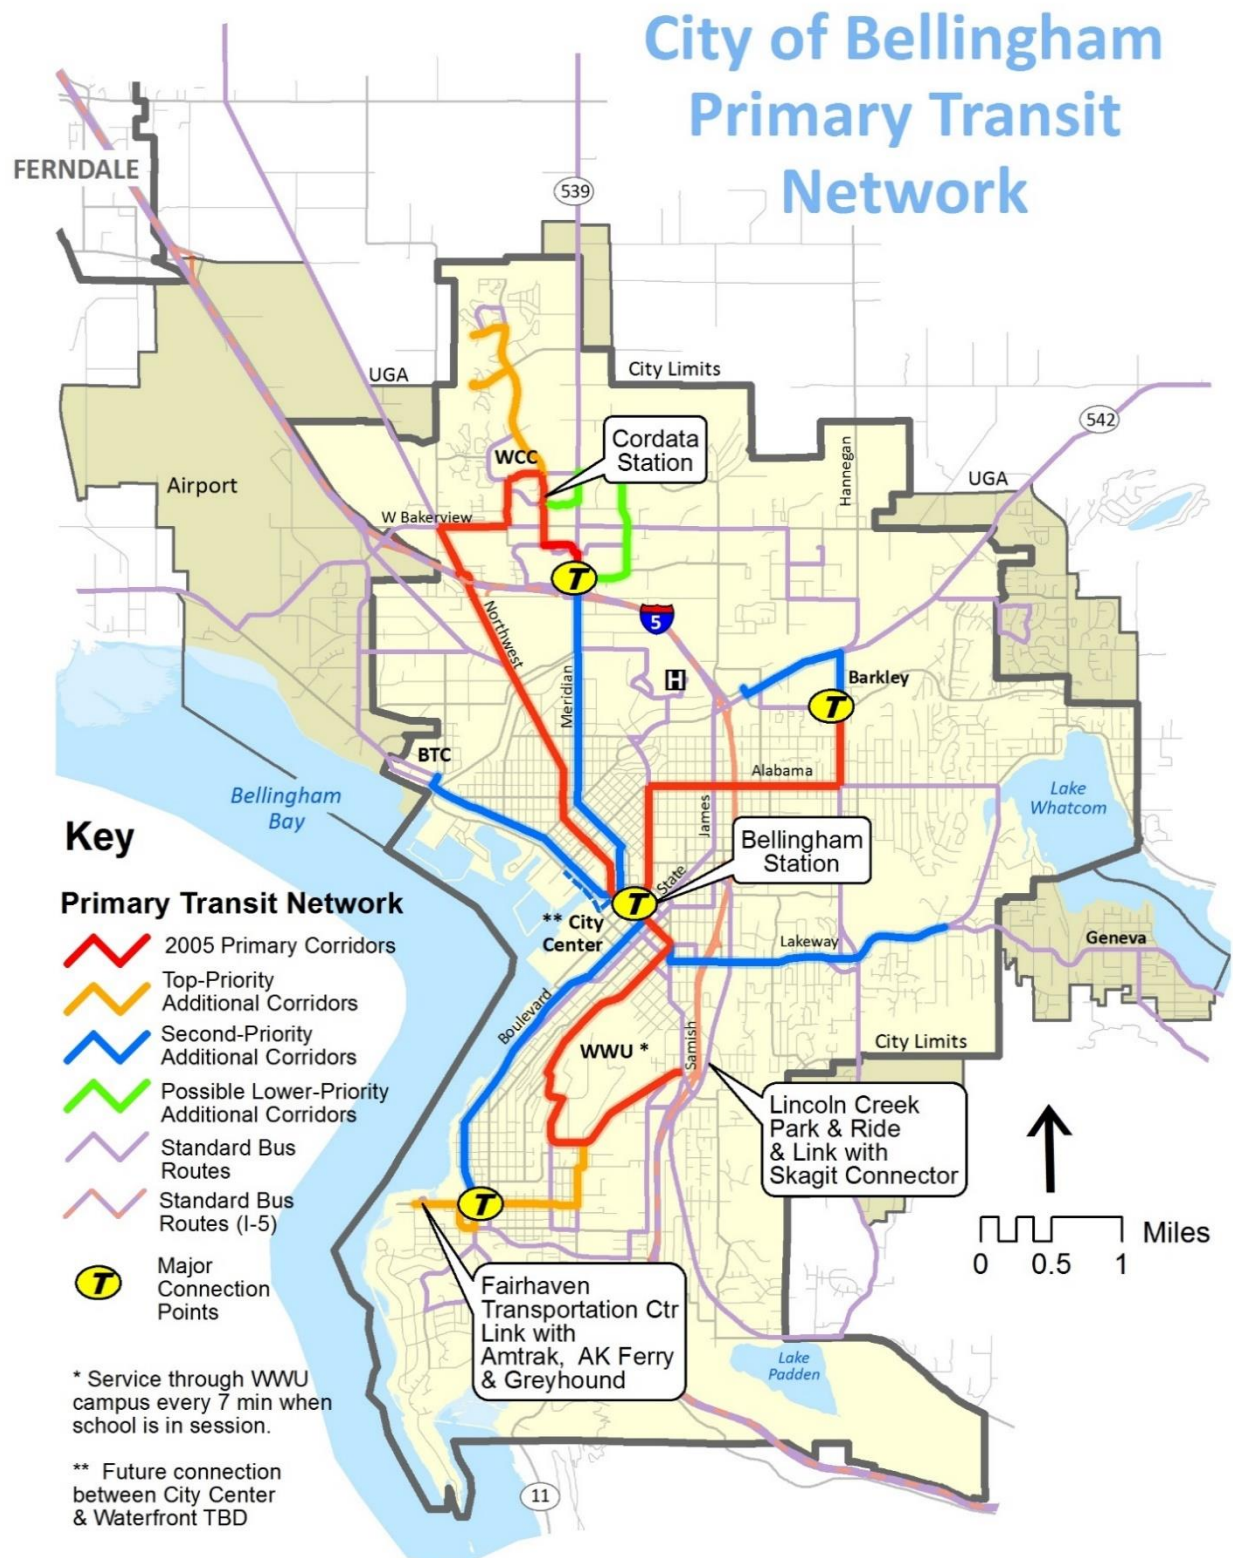 City of Bellingham
Primary Transit
Network
FERNDALE
539
UGA
City Limits
542
Cordata
Station
WCC
Hannegan
UGA
Airport
W Bakerview
T
Northwest
5
Meridian
H
Barkley
T
BTC
Alabama
Bellingham
Bay
James
Lake
Whatcom
Bellingham
Station
State
T
** City
Center
Lakeway
Geneva
Boulevard
WWU *
Samish
City Limits
Lincoln Creek
Park & Ride
& Link with
Skagit Connector
T
Fairhaven
Transportation Ctr
Link with
Amtrak, AK Ferry
& Greyhound
Lake
Padden
11
0 0.5 1 Miles
Key
Primary Transit Network
2005 Primary Corridors
Top-Priority
Additional Corridors
Second-Priority
Additional Corridors
Possible Lower-Priority
Additional Corridors
Standard Bus
Routes
Standard Bus
Routes (I-5)
T
Major
Connection
Points
* Service through WWU
campus every 7 min when
school is in session.
** Future connection
between City Center
& Waterfront TBD